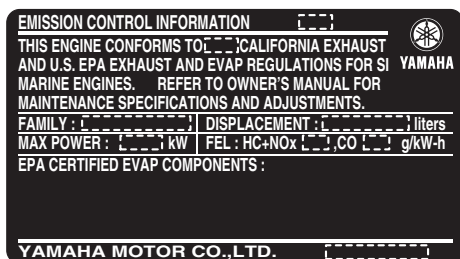 EMISSION CONTROL INFORMATION
THIS ENGINE CONFORMS TO CALIFORNIA EXHAUST
AND U.S. EPA EXHAUST AND EVAP REGULATIONS FOR SI
MARINE ENGINES. REFER TO OWNER'S MANUAL FOR
MAINTENANCE SPECIFICATIONS AND ADJUSTMENTS.
YAMAHA
FAMILY : DISPLACEMENT : liters
MAX POWER : kW FEL : HC+NOx ,CO g/kW-h
EPA CERTIFIED EVAP COMPONENTS :
YAMAHA MOTOR CO.,LTD.